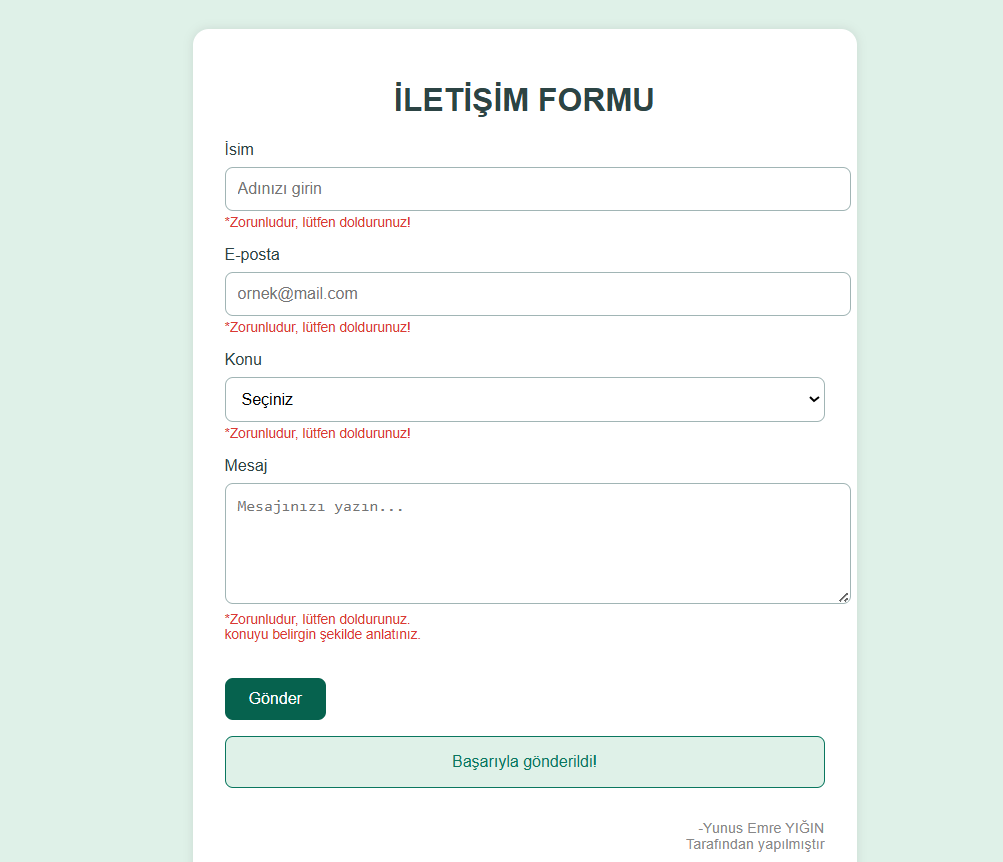 İLETİŞİM FORMU
İsim
Adınızı girin
*Zorunludur, lütfen doldurunuz!
E-posta
ornek@mail.com
*Zorunludur, lütfen doldurunuz!
Konu
Seçiniz
*Zorunludur, lütfen doldurunuz!
Mesaj
Mesajınızı yazın...
*Zorunludur, lütfen doldurunuz.
konuyu belirgin şekilde anlatınız.
Gönder
Başarıyla gönderildi!
-Yunus Emre YIĞIN
Tarafından yapılmıştır